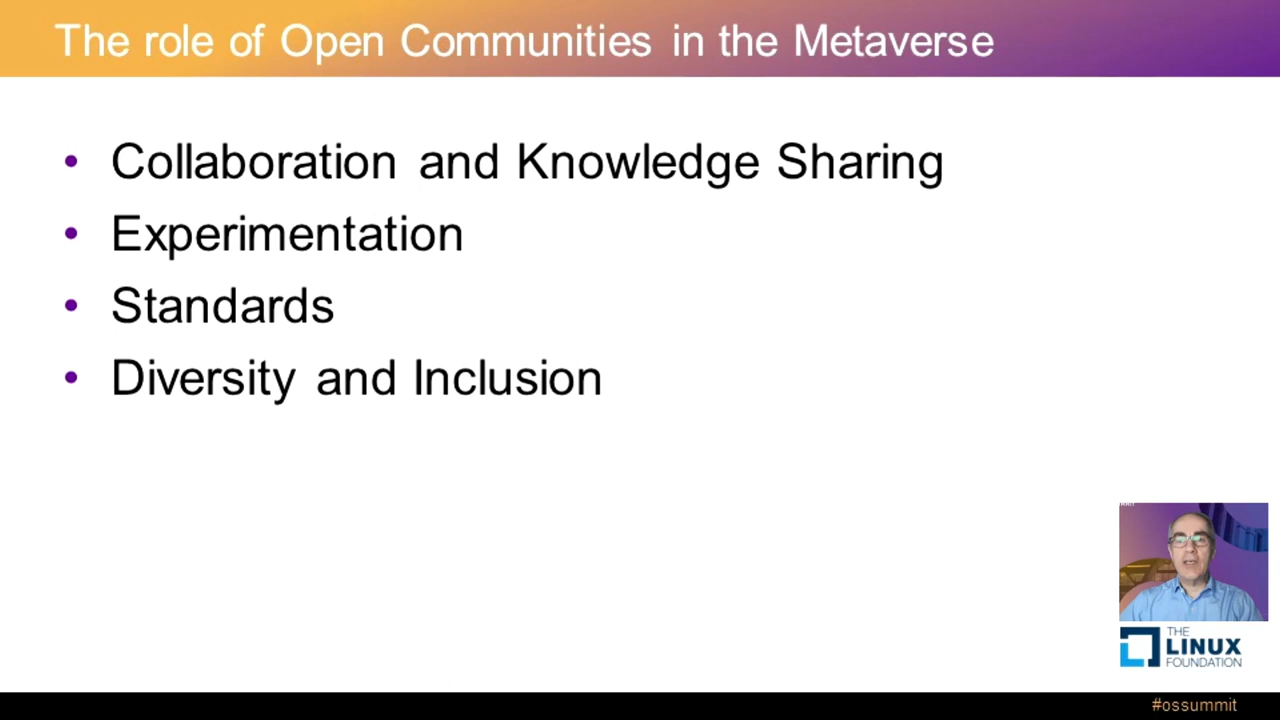 The role of Open Communities in the Metaverse
• Collaboration and Knowledge Sharing
• Experimentation
• Standards
• Diversity and Inclusion
THE
LINUX
FOUNDATION
#ossummit